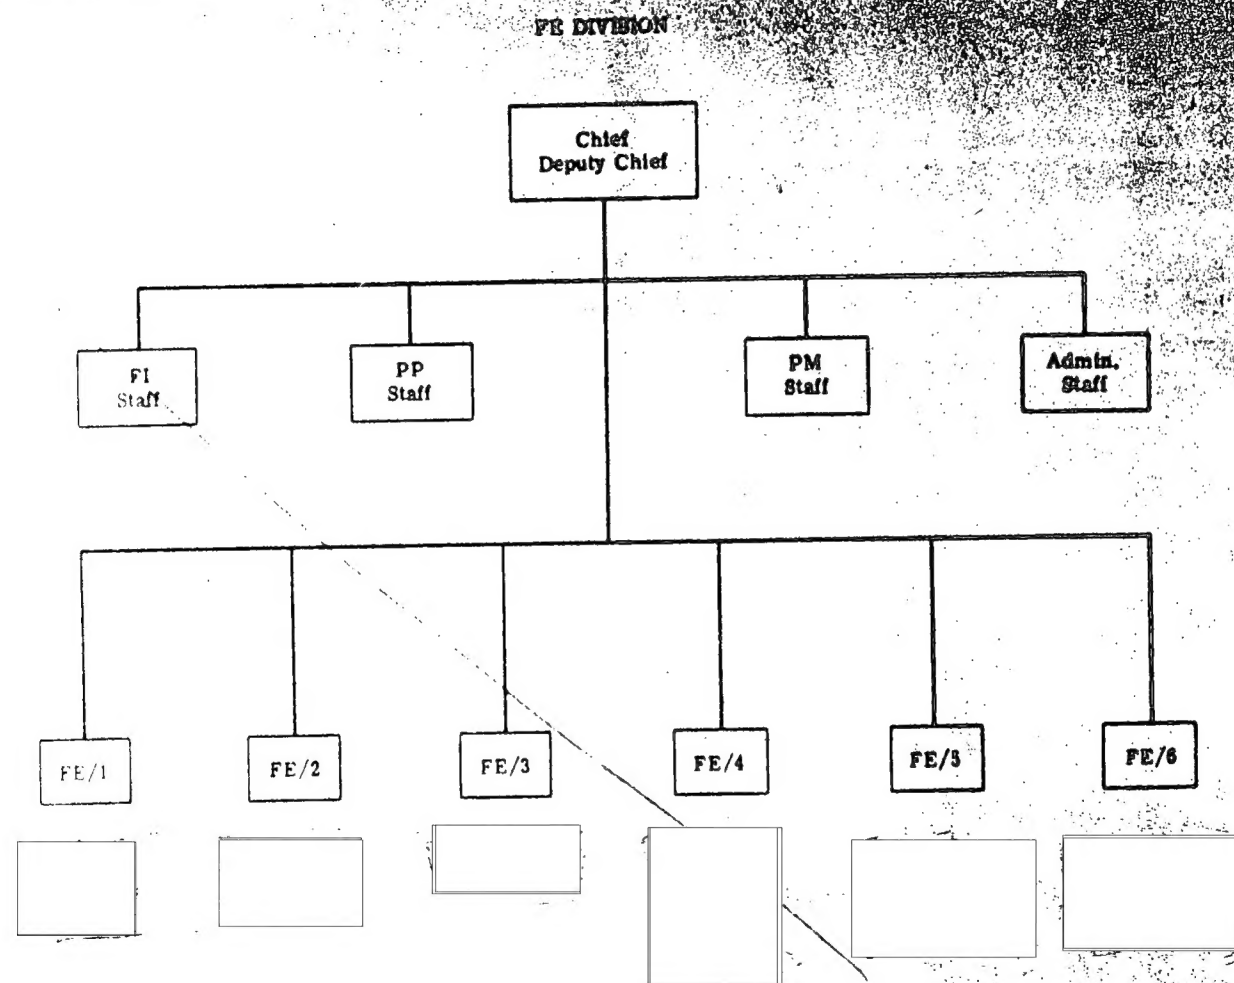 FE DIVISION
Chief
Deputy Chief
FI
Staff
PP
Staff
PM
Staff
Admin.
Staff
FE/1
FE/2
FE/3
FE/4
FE/5
FE/6